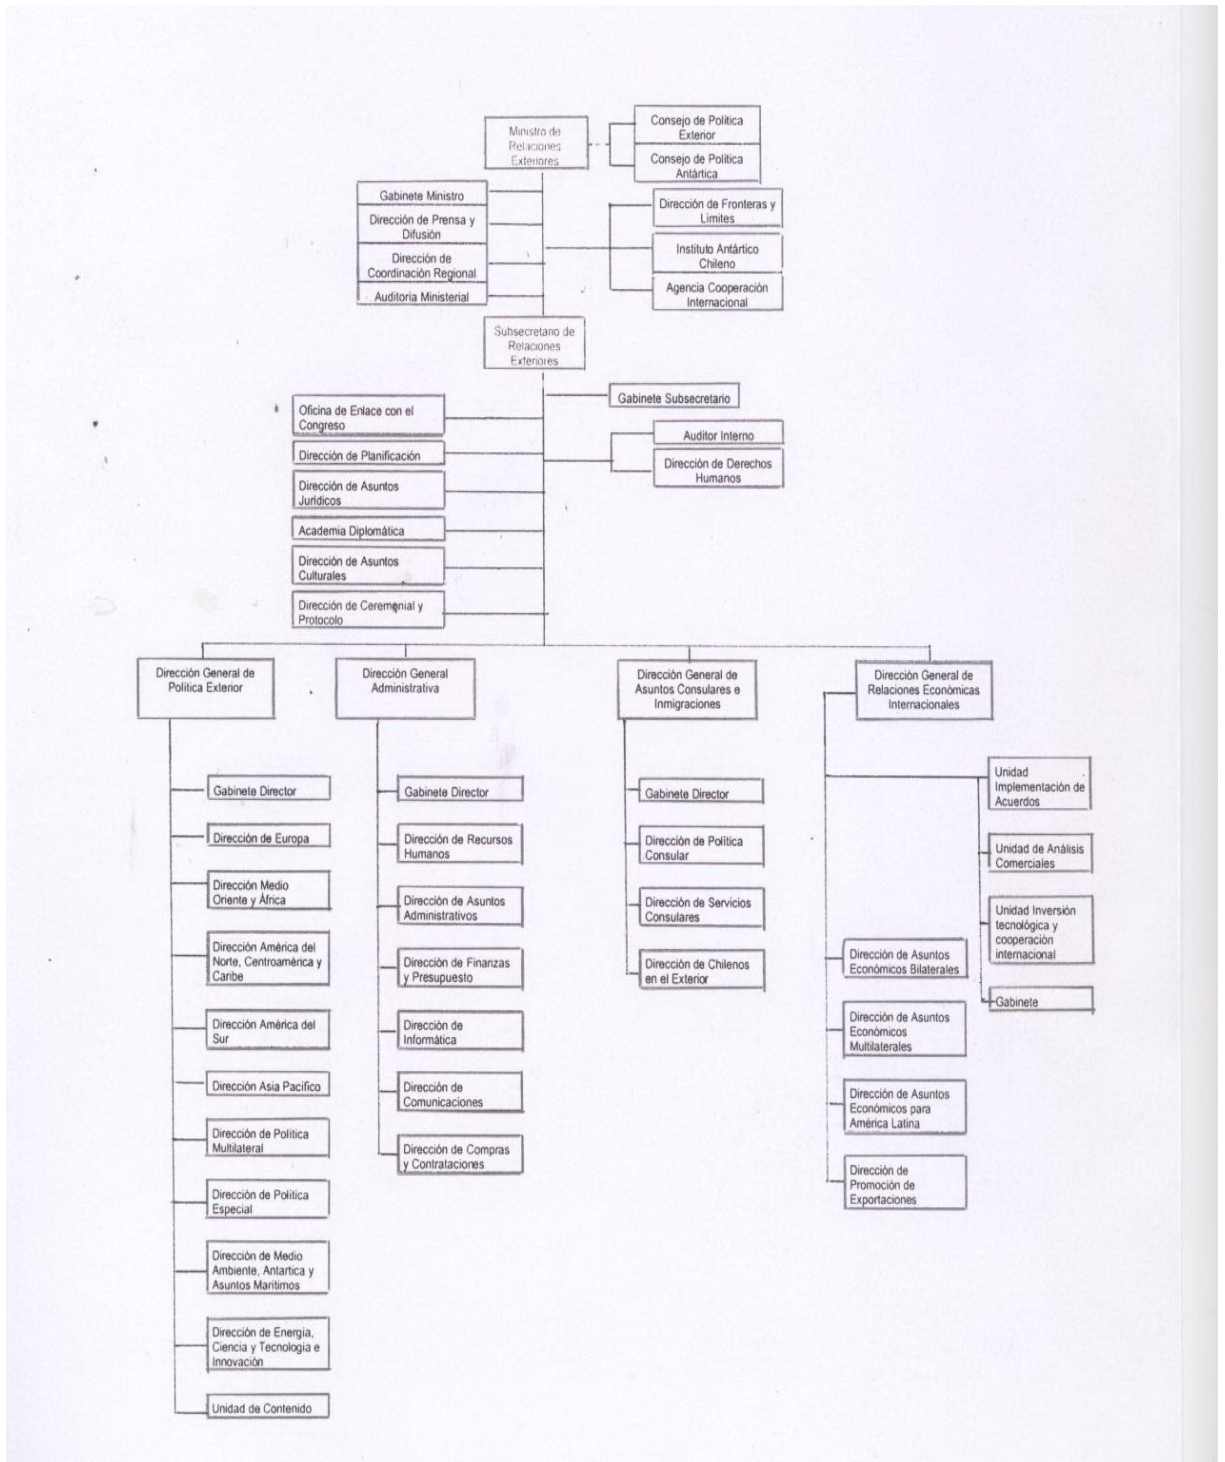 Ministro de
Relaciones
Exteriores
Consejo de Política
Exterior
Consejo de Política
Antártica
Gabinete Ministro
Dirección de Prensa y
Difusión
Dirección de
Coordinación Regional
Auditoria Ministerial
Dirección de Fronteras y
Limites
Instituto Antártico
Chileno
Agencia Cooperación
Internacional
Subsecretario de
Relaciones
Exteriores
Gabinete Subsecretario
Oficina de Enlace con el
Congreso
Dirección de Planificación
Dirección de Asuntos
Jurídicos
Academia Diplomática
Dirección de Asuntos
Culturales
Dirección de Ceremonial y
Protocolo
Auditor Interno
Dirección de Derechos
Humanos
Dirección General de
Política Exterior
Dirección General
Administrativa
Dirección General de
Asuntos Consulares e
Inmigraciones
Dirección General de
Relaciones Económicas
Internacionales
Gabinete Director
Dirección de Europa
Dirección Medio
Oriente y África
Dirección América del
Norte, Centroamérica y
Caribe
Dirección América del
Sur
Dirección Asia Pacifico
Dirección de Política
Multilateral
Dirección de Política
Especial
Dirección de Medio
Ambiente, Antartica y
Asuntos Marítimos
Dirección de Energía,
Ciencia y Tecnología e
Innovación
Unidad de Contenido
Gabinete Director
Dirección de Recursos
Humanos
Dirección de Asuntos
Administrativos
Dirección de Finanzas
y Presupuesto
Dirección de
Informática
Dirección de
Comunicaciones
Dirección de Compras
y Contrataciones
Gabinete Director
Dirección de Política
Consular
Dirección de Servicios
Consulares
Dirección de Chilenos
en el Exterior
Unidad
Implementación de
Acuerdos
Unidad de Análisis
Comerciales
Unidad Inversión
tecnológica y
cooperación
internacional
Gabinete
Dirección de Asuntos
Económicos Bilaterales
Dirección de Asuntos
Económicos
Multilaterales
Dirección de Asuntos
Económicos para
América Latina
Dirección de
Promoción de
Exportaciones